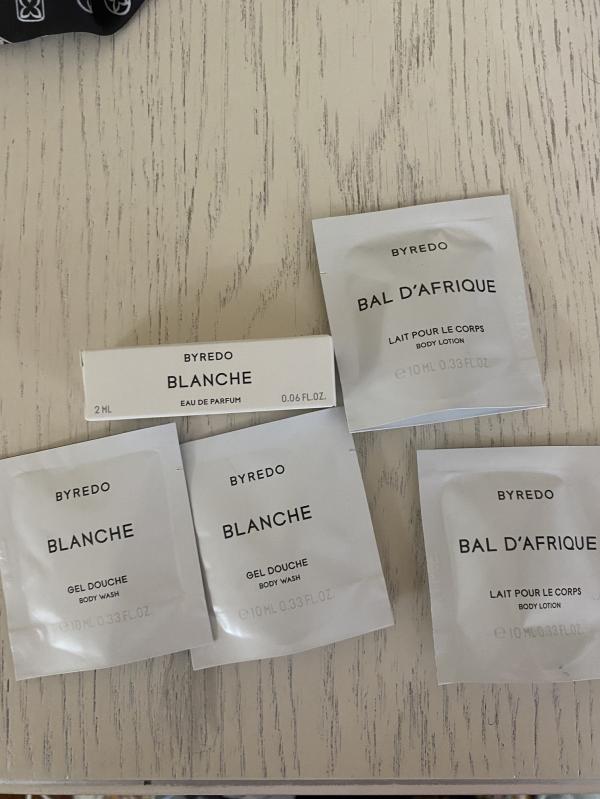 BYREDO
BAL D'AFRIQUE
LAIT POUR LE CORPS
BODY LOTION
℮ 10 ML 0.33 FL.OZ.
BYREDO
BLANCHE
2 ML
EAU DE PARFUM
0.06 FL.OZ.
BYREDO
BLANCHE
GEL DOUCHE
BODY WASH
℮ 10 ML 0.33 FL.OZ.
BYREDO
BLANCHE
GEL DOUCHE
BODY WASH
℮ 10 ML 0.33 FL.OZ.
BYREDO
BAL D'AFRIQUE
LAIT POUR LE CORPS
BODY LOTION
℮ 10 ML 0.33 FL.OZ.